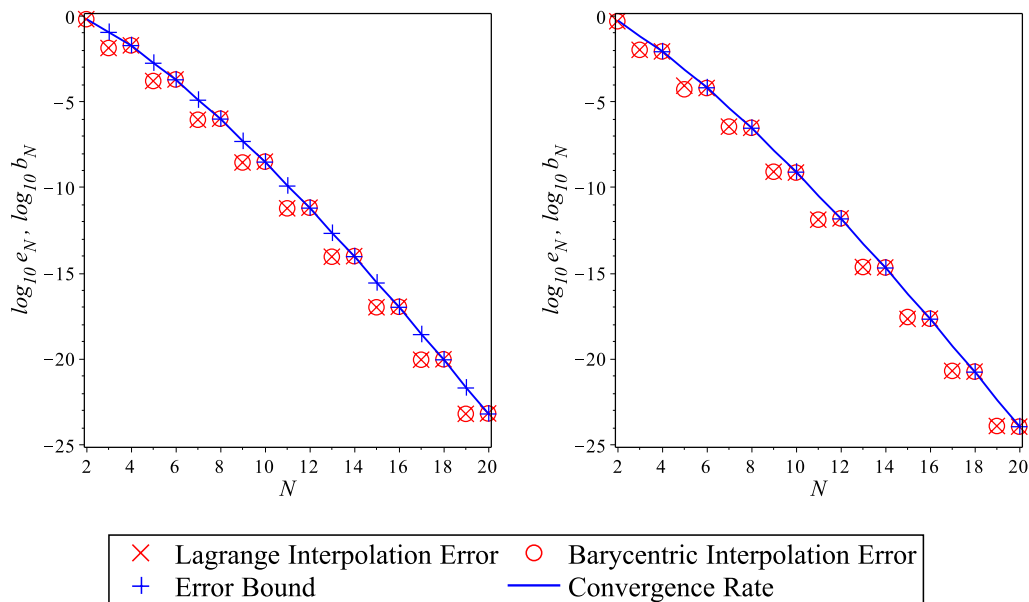 0
−5
−10
−15
−20
−25
log10 eN , log10 bN
2 4 6 8 10 12 14 16 18 20
N
0
−5
−10
−15
−20
−25
log10 eN , log10 bN
2 4 6 8 10 12 14 16 18 20
N
Lagrange Interpolation Error Barycentric Interpolation Error
Error Bound Convergence Rate